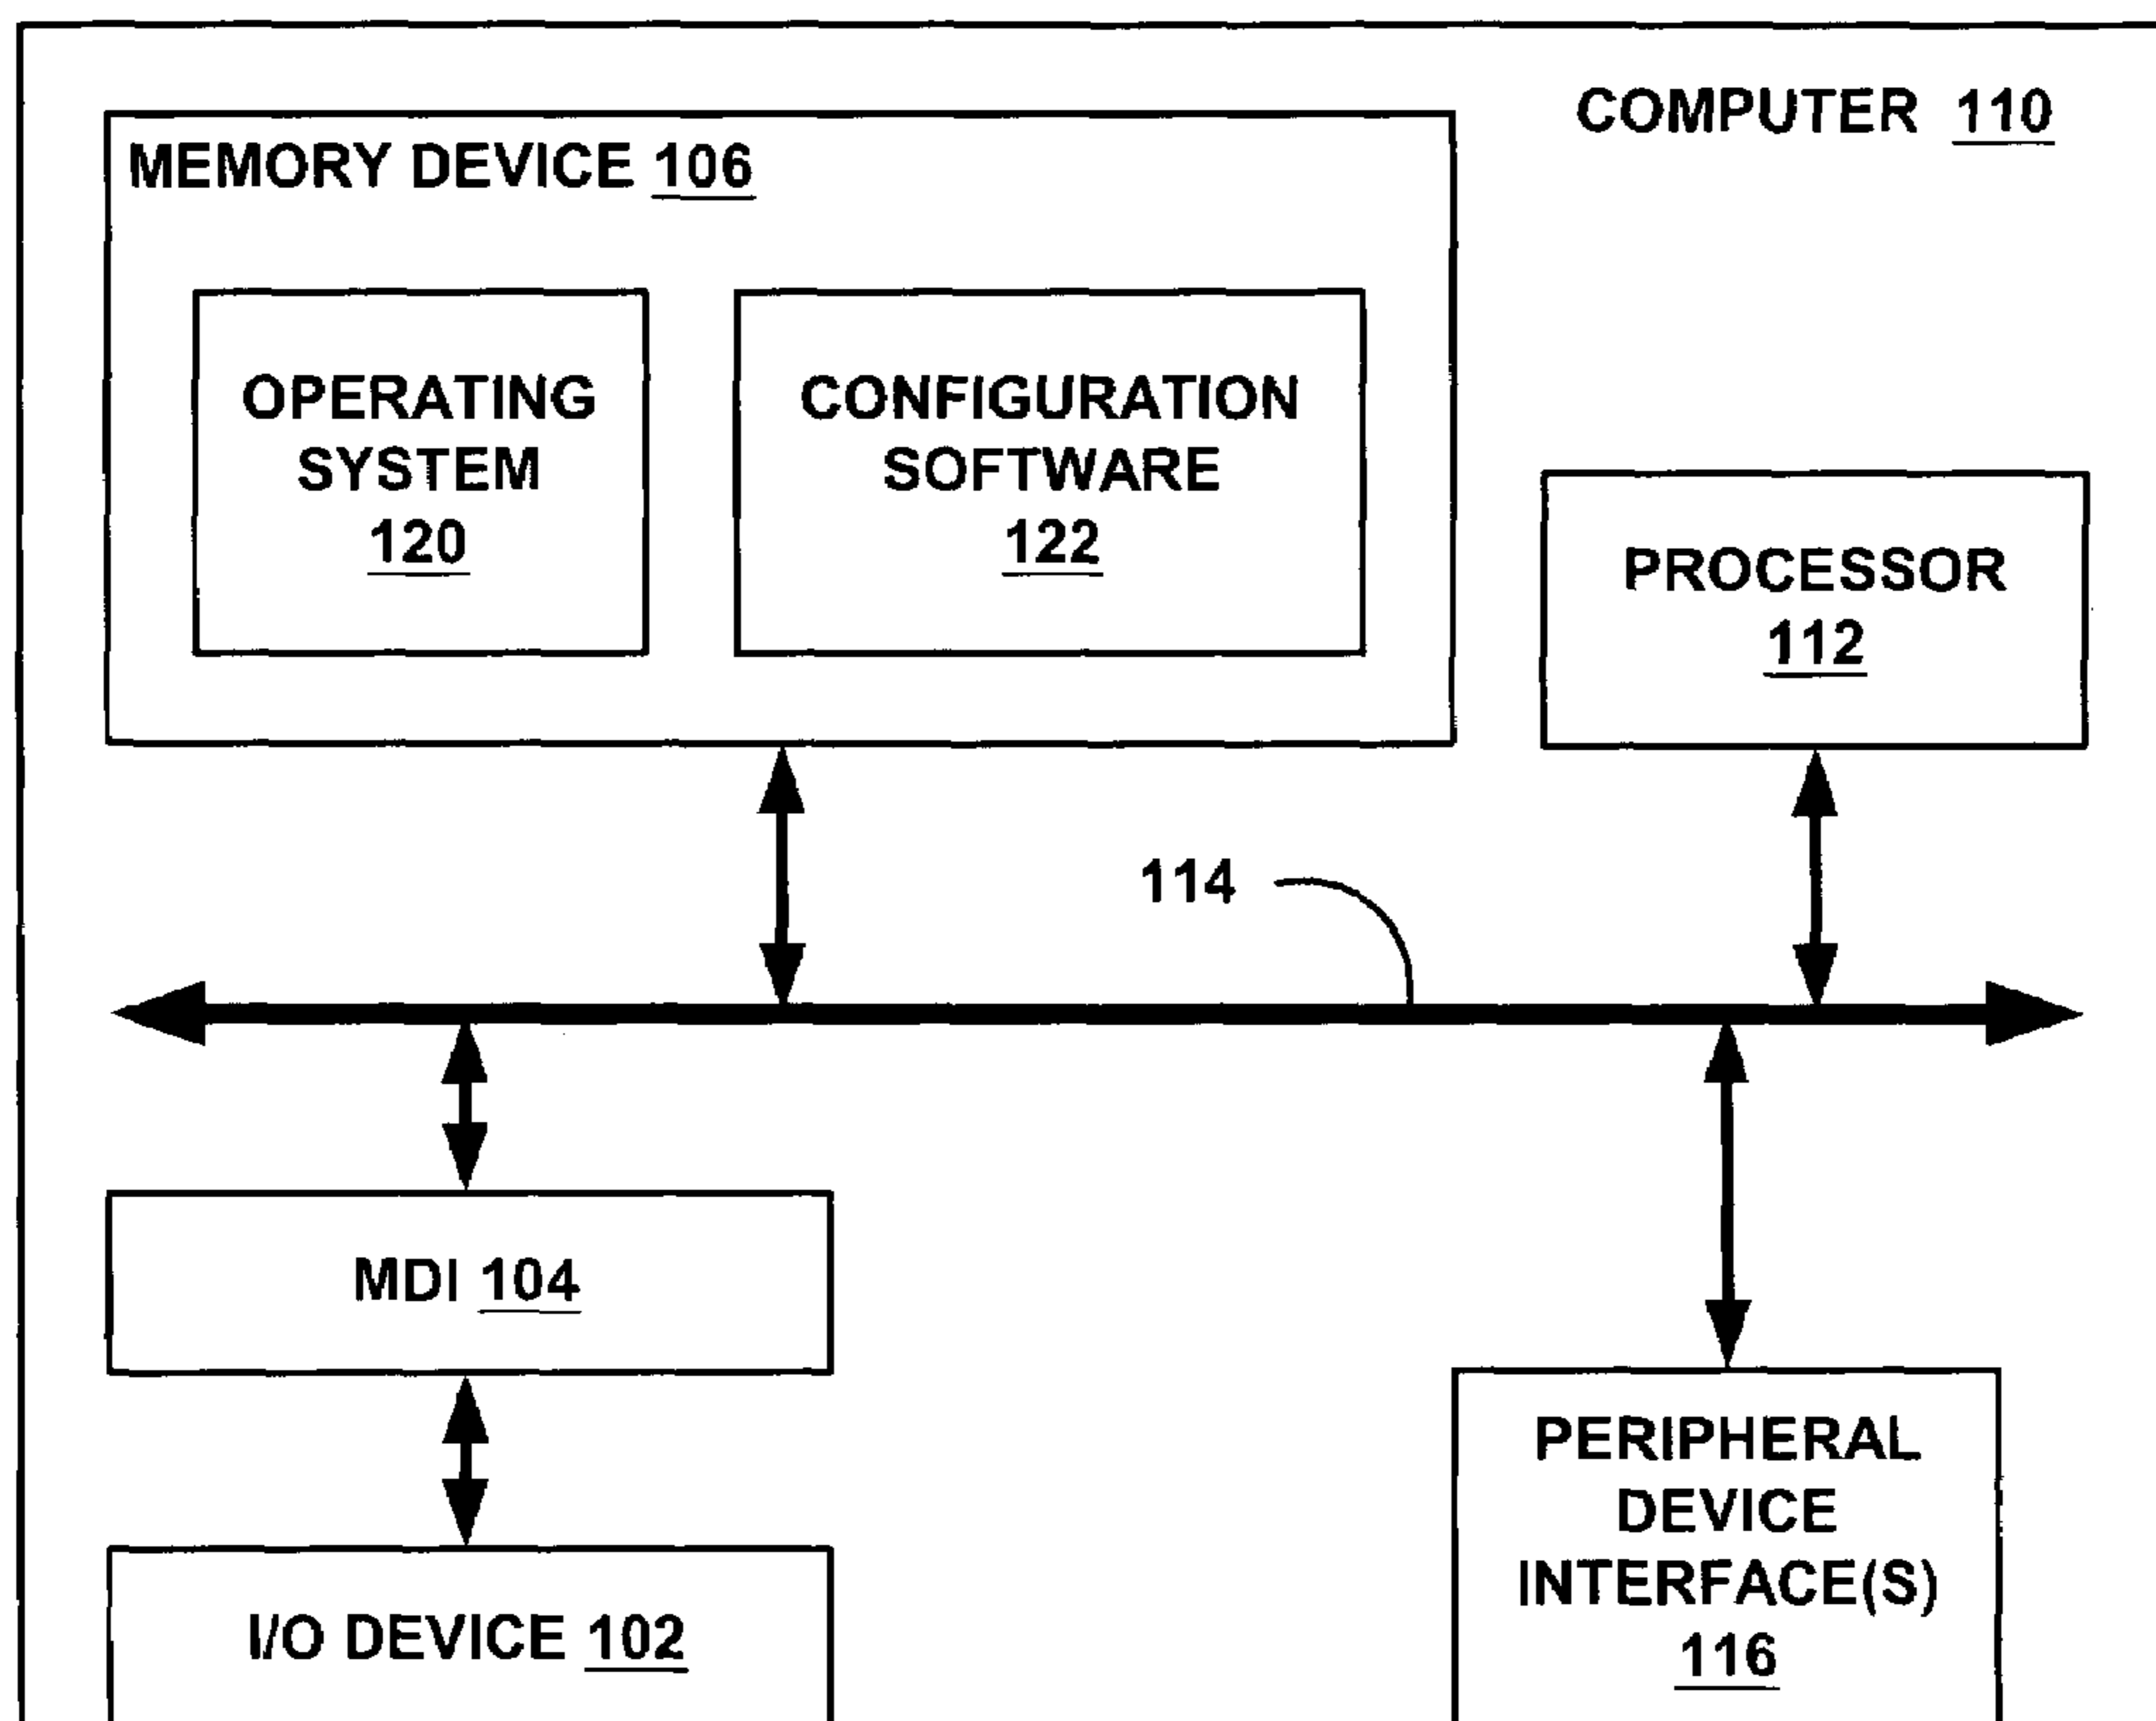 COMPUTER 110
MEMORY DEVICE 106
OPERATING
SYSTEM
120
CONFIGURATION
SOFTWARE
122
PROCESSOR
112
114
MDI 104
I/O DEVICE 102
PERIPHERAL
DEVICE
INTERFACE(S)
116